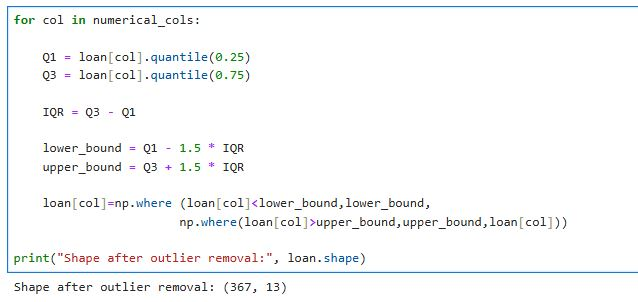 for col in numerical_cols:
Q1 = loan[col].quantile(0.25)
Q3 = loan[col].quantile(0.75)
IQR = Q3 - Q1
lower_bound = Q1 - 1.5 * IQR
upper_bound = Q3 + 1.5 * IQR
loan[col]=np.where (loan[col]<lower_bound,lower_bound,
np.where(loan[col]>upper_bound,upper_bound,loan[col]))
print("Shape after outlier removal:", loan.shape)
Shape after outlier removal: (367, 13)